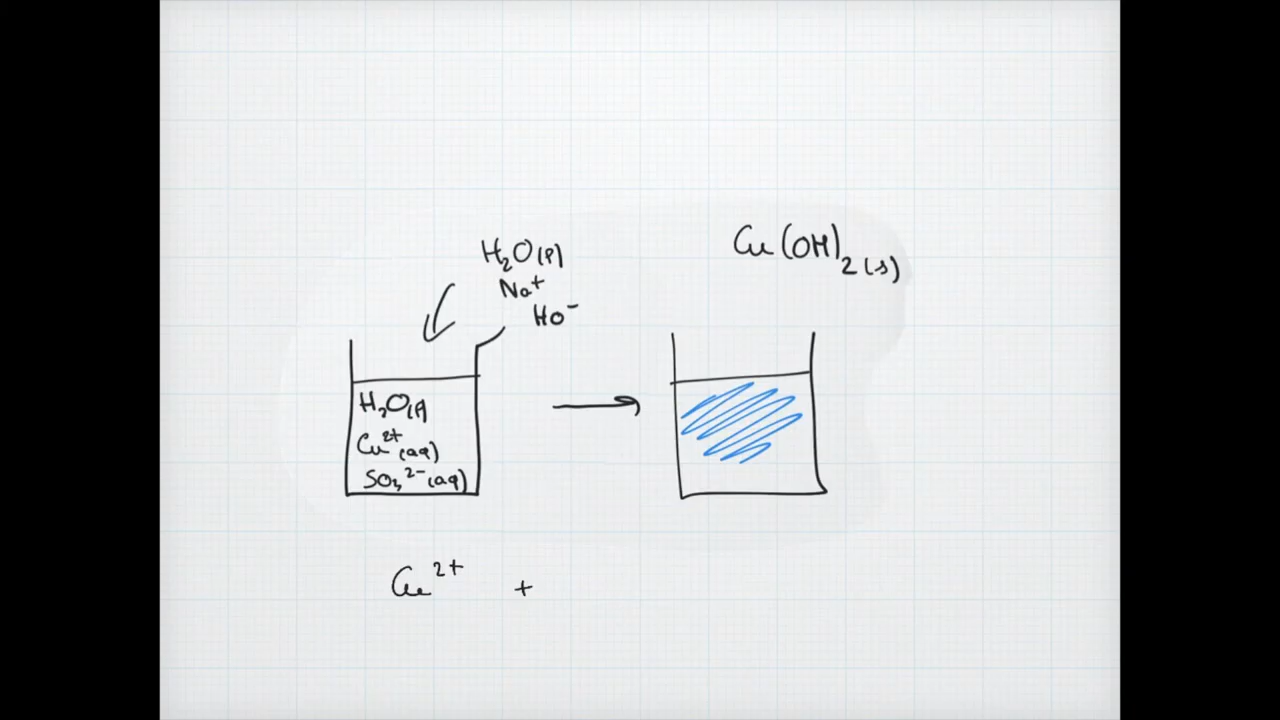 H₂O(l)
Na⁺
HO⁻
Cu(OH)₂(s)
H₂O(l)
Cu²⁺(aq)
SO₄²⁻(aq)
Cu²⁺ +